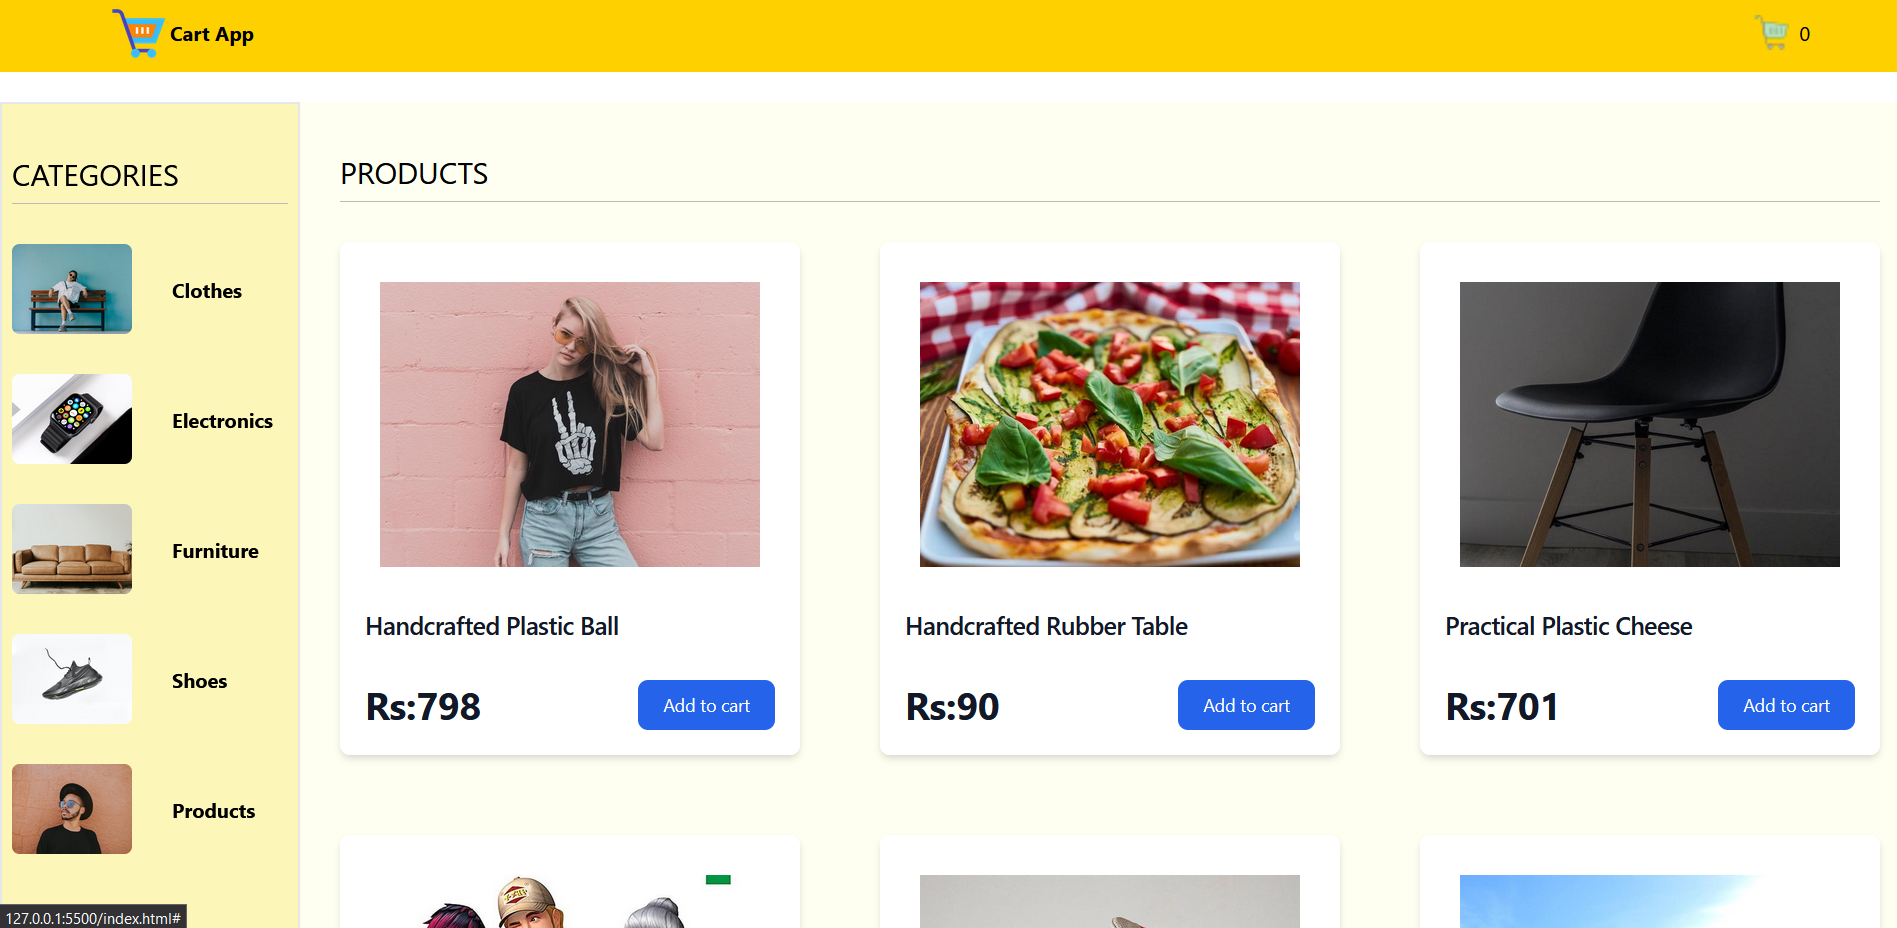 Cart App
0
CATEGORIES
Clothes
Electronics
Furniture
Shoes
Products
PRODUCTS
Handcrafted Plastic Ball
Rs:798
Add to cart
Handcrafted Rubber Table
Rs:90
Add to cart
Practical Plastic Cheese
Rs:701
Add to cart
127.0.0.1:5500/index.html#